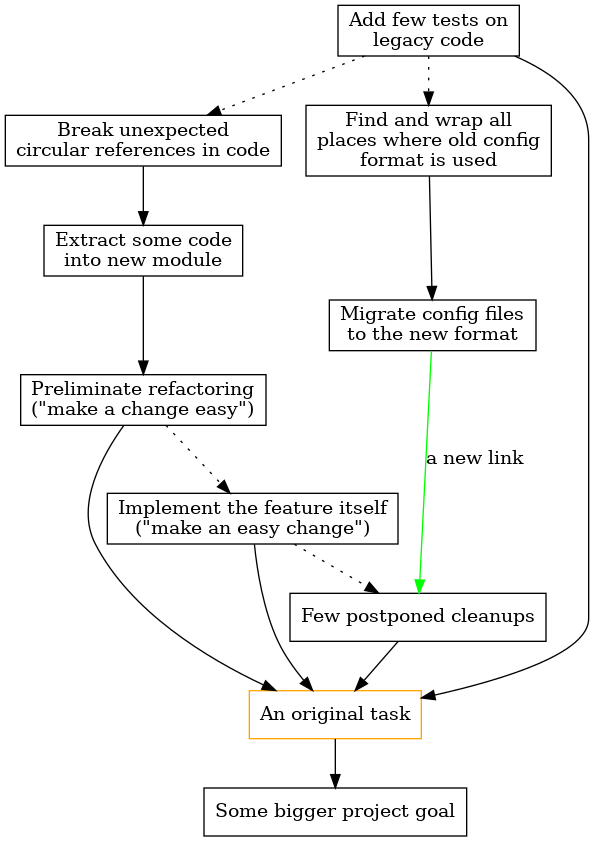 Add few tests on
legacy code
Break unexpected
circular references in code
Find and wrap all
places where old config
format is used
Extract some code
into new module
Migrate config files
to the new format
Preliminate refactoring
("make a change easy")
a new link
Implement the feature itself
("make an easy change")
Few postponed cleanups
An original task
Some bigger project goal